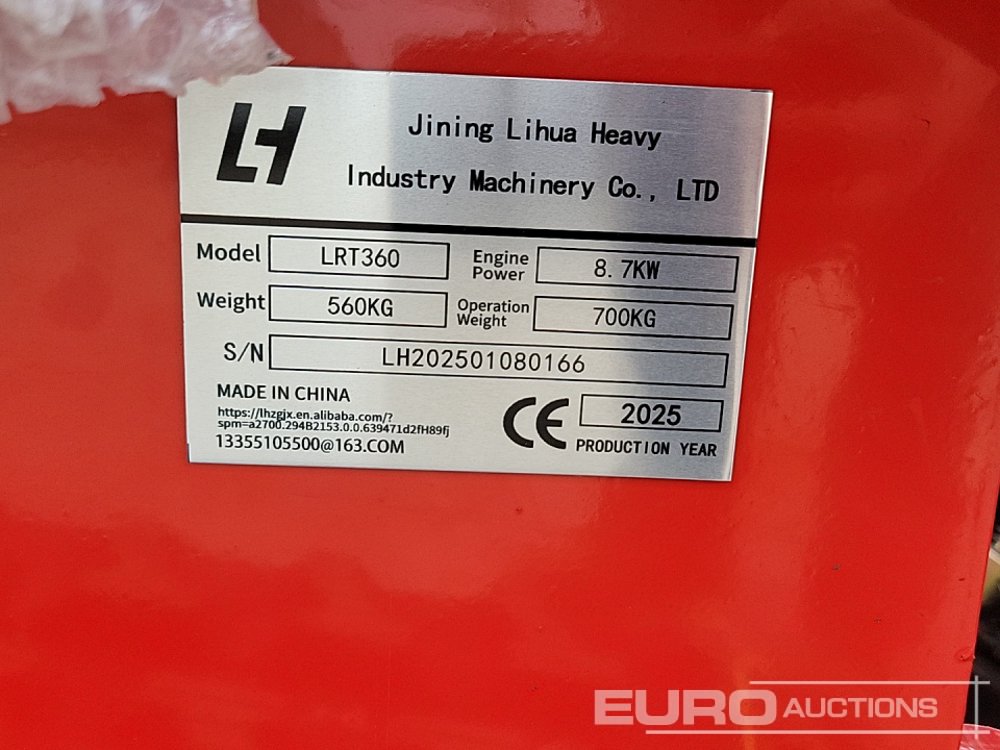 LH
Jining Lihua Heavy
Industry Machinery Co., LTD
Model LRT360 Engine Power 8.7KW
Weight 560KG Operation Weight 700KG
S/N LH202501080166
MADE IN CHINA
https://lhzgjx.en.alibaba.com/?
spm=a2700.294B2153.0.0.639471d2fH89fj
13355105500@163.COM
CE 2025
PRODUCTION YEAR
EURO AUCTIONS